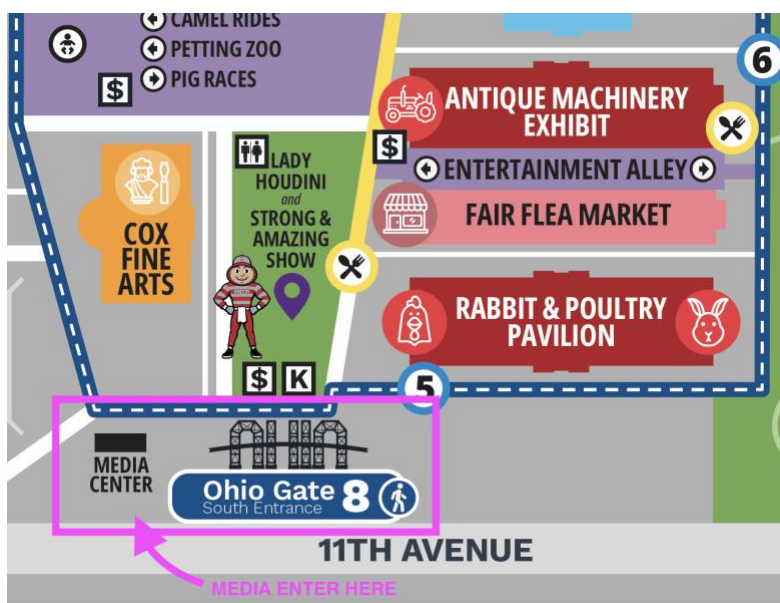 CAMEL RIDES
PETTING ZOO
PIG RACES
$
6
ANTIQUE MACHINERY
EXHIBIT
$
ENTERTAINMENT ALLEY
LADY
HOUDINI
and
STRONG &
AMAZING
SHOW
FAIR FLEA MARKET
COX
FINE
ARTS
RABBIT & POULTRY
PAVILION
$ K
5
MEDIA
CENTER
Ohio Gate 8
South Entrance
11TH AVENUE
MEDIA ENTER HERE